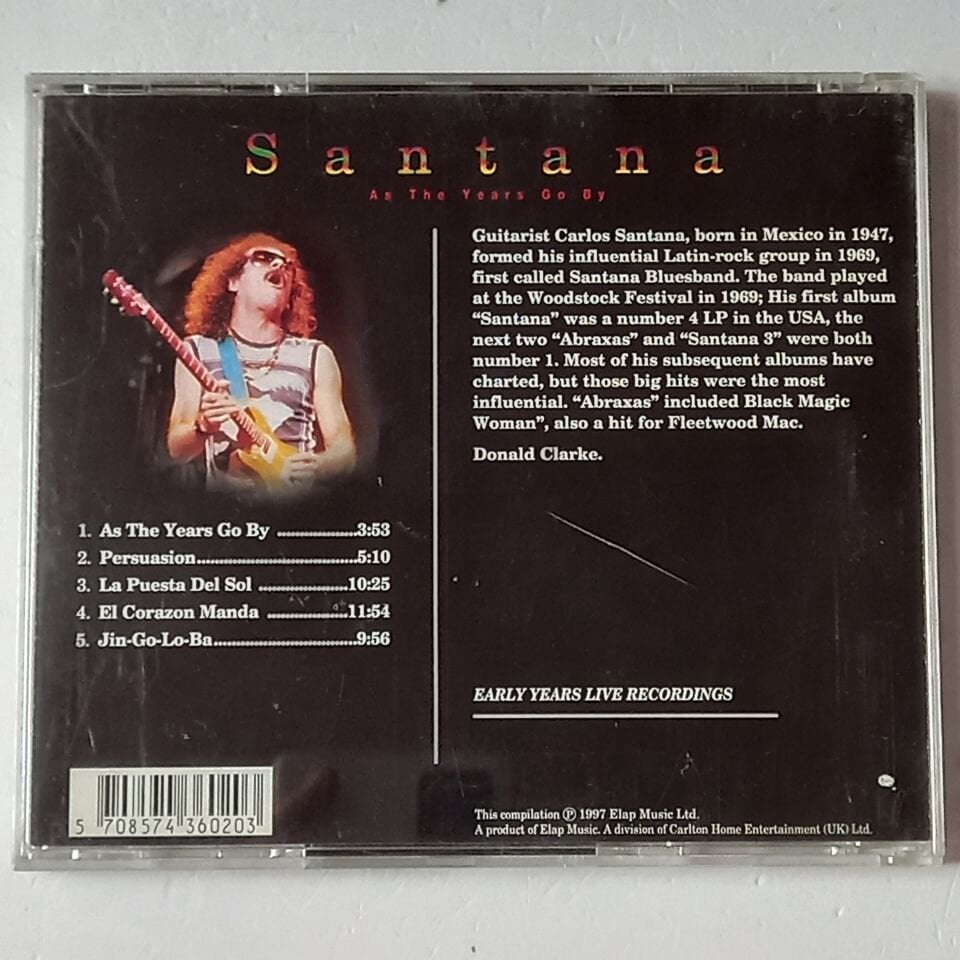 Santana
As The Years Go By
Guitarist Carlos Santana, born in Mexico in 1947,
formed his influential Latin-rock group in 1969,
first called Santana Bluesband. The band played
at the Woodstock Festival in 1969; His first album
“Santana” was a number 4 LP in the USA, the
next two “Abraxas” and “Santana 3” were both
number 1. Most of his subsequent albums have
charted, but those big hits were the most
influential. “Abraxas” included Black Magic
Woman”, also a hit for Fleetwood Mac.
Donald Clarke.
1. As The Years Go By ................3:53
2. Persuasion................................5:10
3. La Puesta Del Sol ..................10:25
4. El Corazon Manda ................11:54
5. Jin-Go-Lo-Ba.............................9:56
EARLY YEARS LIVE RECORDINGS
5 708574 360203
This compilation ℗ 1997 Elap Music Ltd.
A product of Elap Music. A division of Carlton Home Entertainment (UK) Ltd.